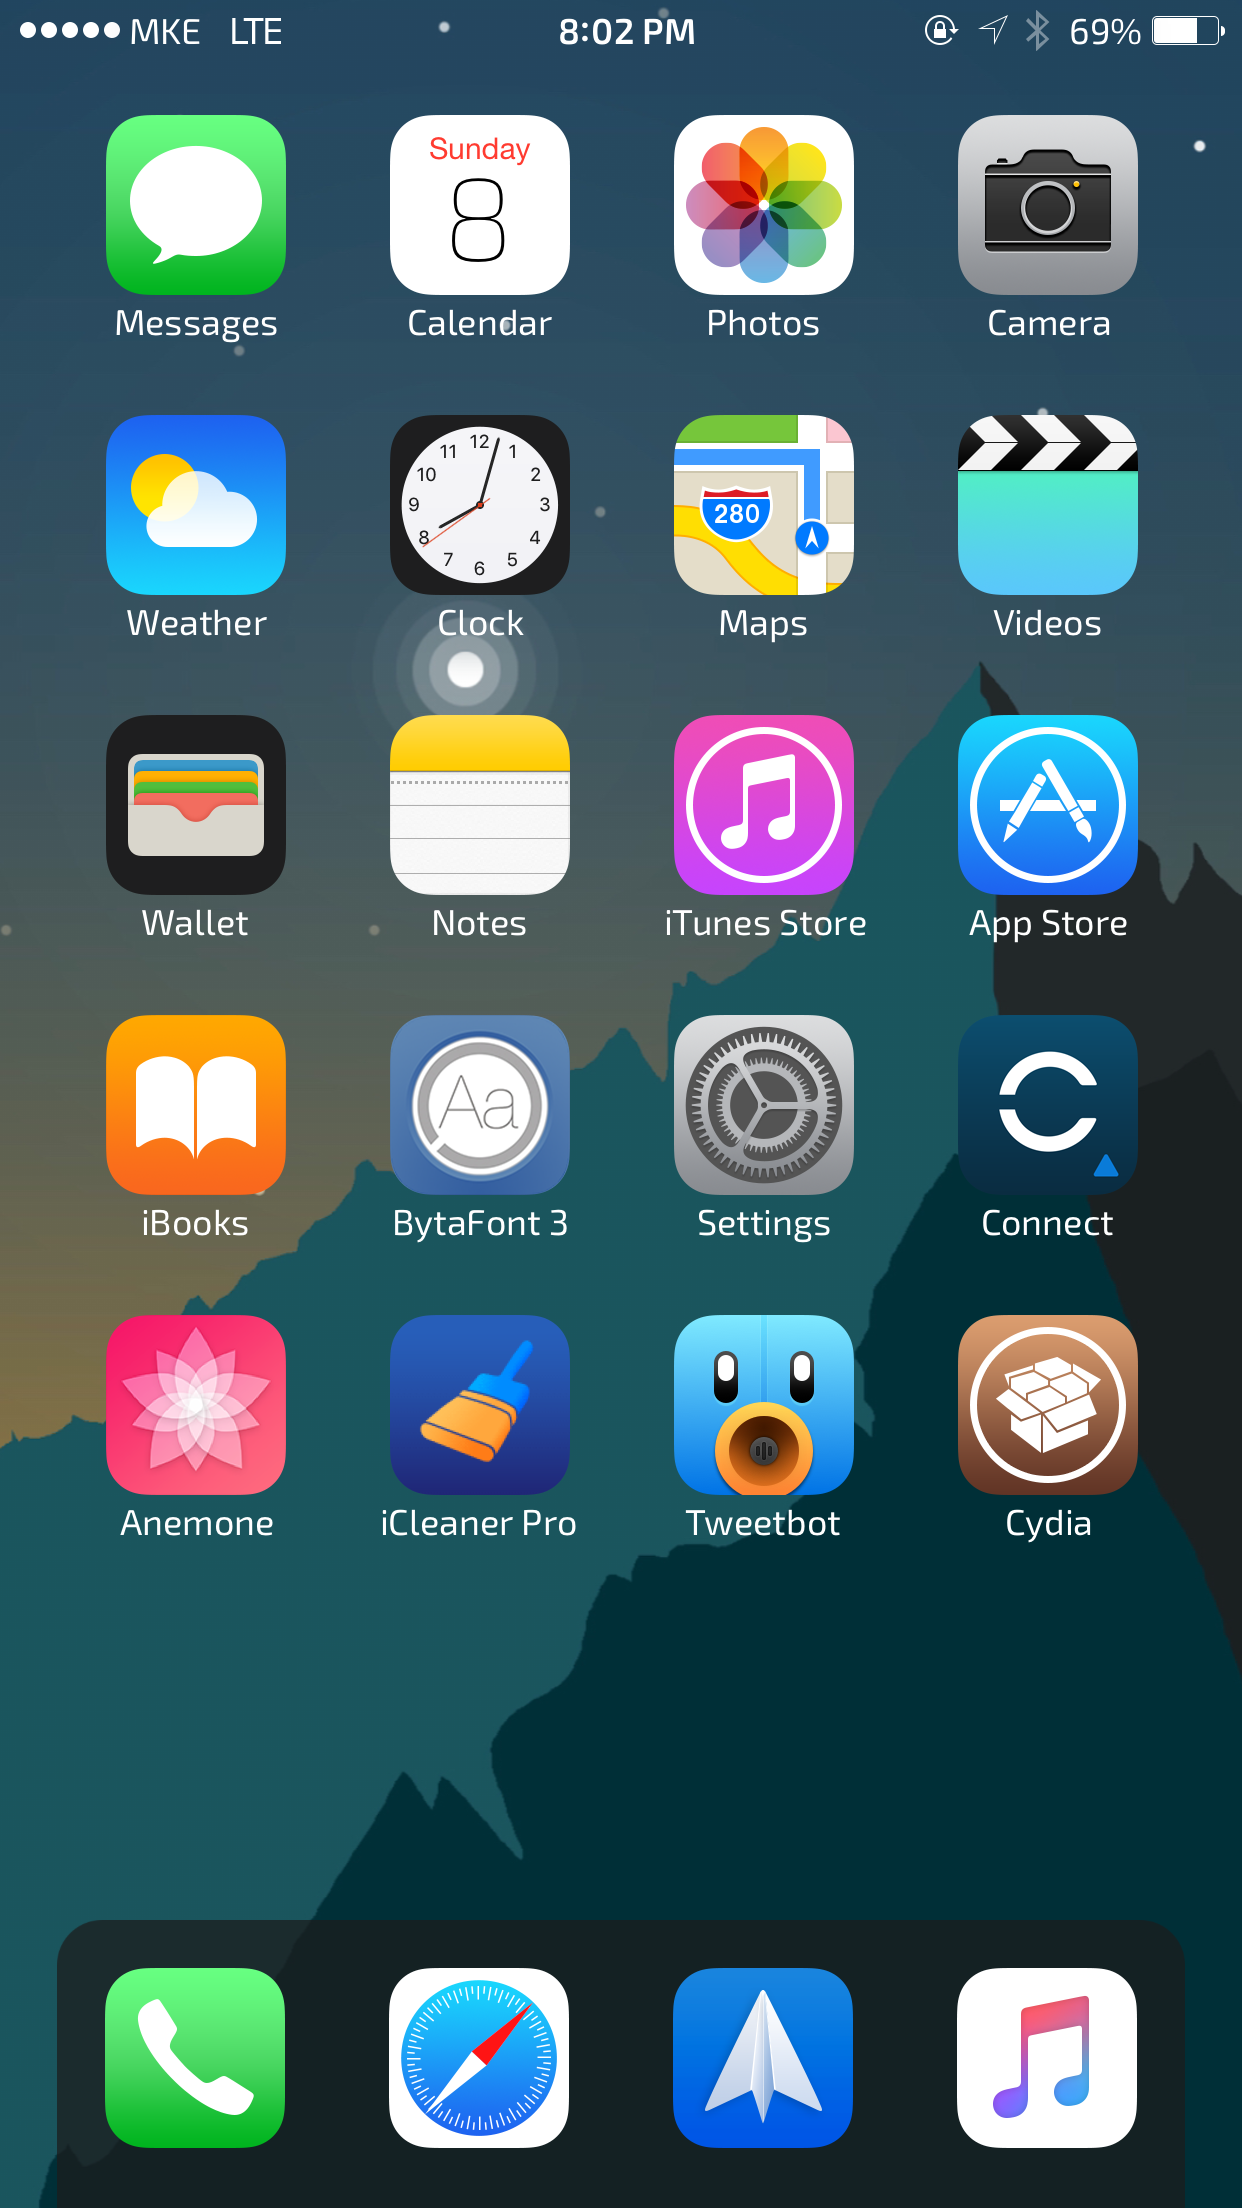 MKE LTE 8:02 PM 69%
Sunday
8
Messages Calendar Photos Camera
12
11 1
10 2
9 3
8 4
7 5
6
280
Weather Clock Maps Videos
Wallet Notes iTunes Store App Store
Aa
iBooks BytaFont 3 Settings Connect
Anemone iCleaner Pro Tweetbot Cydia